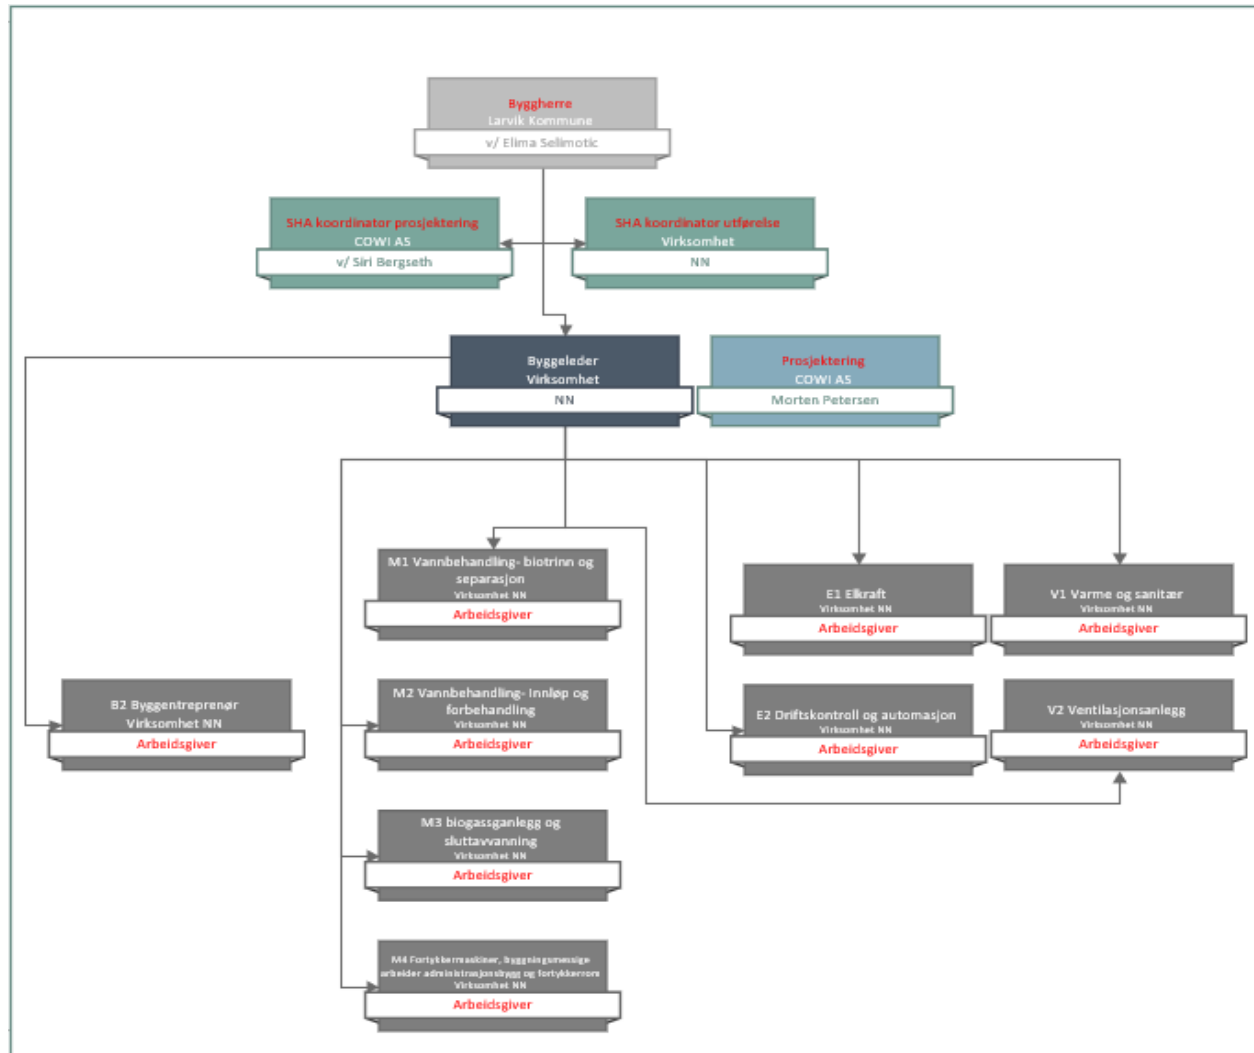 Byggherre
Larvik Kommune
v/ Elima Selimotic
SHA koordinator prosjektering
COWI AS
v/ Siri Bergseth
SHA koordinator utførelse
Virksomhet
NN
Byggeleder
Virksomhet
NN
Prosjektering
COWI AS
Morten Petersen
M1 Vannbehandling- biotrinn og
separasjon
Virksomhet NN
Arbeidsgiver
E1 Elkraft
Virksomhet NN
Arbeidsgiver
V1 Varme og sanitær
Virksomhet NN
Arbeidsgiver
B2 Byggentreprenør
Virksomhet NN
Arbeidsgiver
M2 Vannbehandling- Innløp og
forbehandling
Virksomhet NN
Arbeidsgiver
E2 Driftskontroll og automasjon
Virksomhet NN
Arbeidsgiver
V2 Ventilasjonsanlegg
Virksomhet NN
Arbeidsgiver
M3 biogassganlegg og
sluttavvanning
Virksomhet NN
Arbeidsgiver
M4 Fortykkermaskiner, byggningsmessige
arbeider administrasjonsbygg og fortykkerrom
Virksomhet NN
Arbeidsgiver